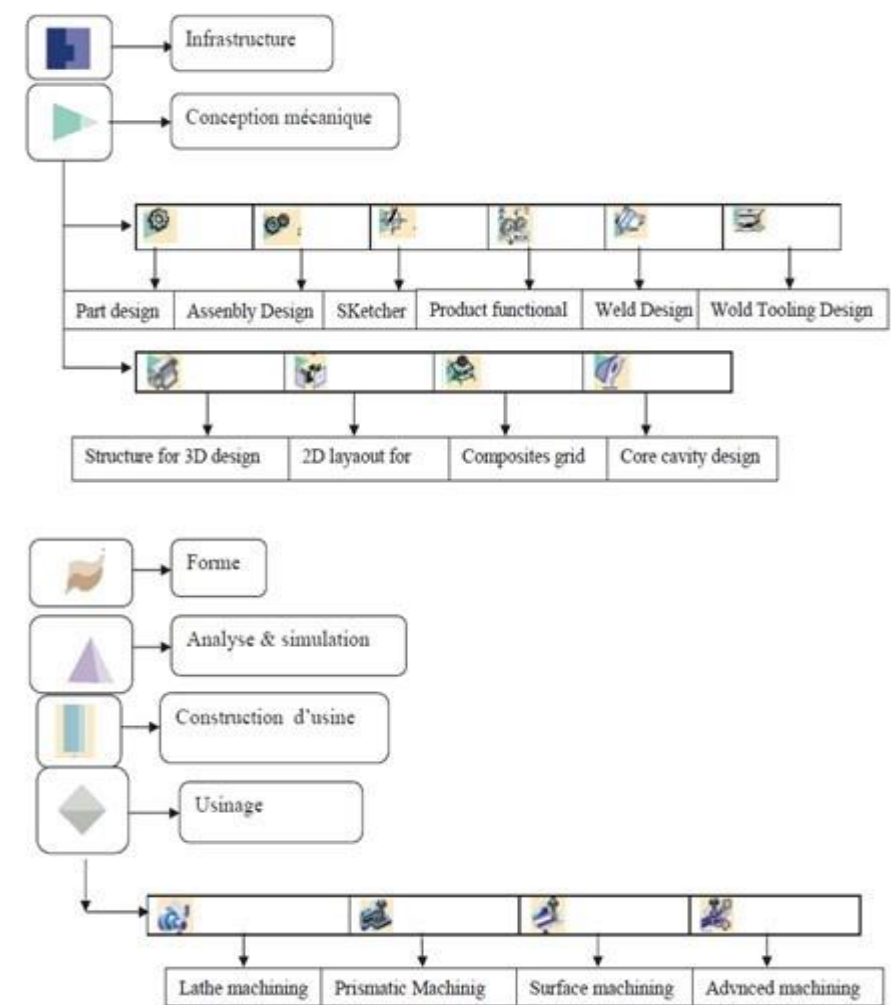 Infrastructure
Conception mécanique
Part design
Assenbly Design
SKetcher
Product functional
Weld Design
Wold Tooling Design
Structure for 3D design
2D layaout for
Composites grid
Core cavity design
Forme
Analyse & simulation
Construction d'usine
Usinage
Lathe machining
Prismatic Machinig
Surface machining
Advnced machining